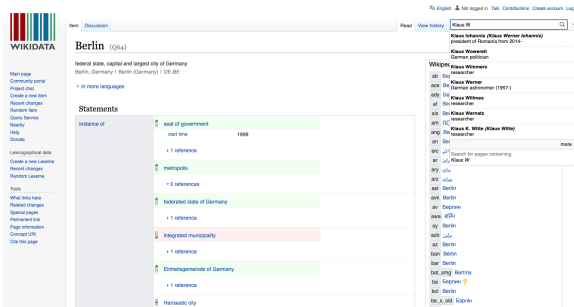 English Not logged in Talk Contributions Create account Log
Item Discussion
Read View history
Klaus W
WIKIDATA
Main page
Community portal
Project chat
Create a new item
Recent changes
Random item
Query Service
Nearby
Help
Donate
Lexicographical data
Create a new Lexeme
Recent changes
Random Lexeme
Tools
What links here
Related changes
Special pages
Permanent link
Page information
Concept URI
Cite this page
Berlin (Q64)
federal state, capital and largest city of Germany
Berlin, Germany | Berlin (Germany) | DE-BE
In more languages
Statements
instance of
seat of government
start time 1999
1 reference
metropolis
0 references
federated state of Germany
1 reference
integrated municipality
1 reference
Einheitsgemeinde of Germany
1 reference
Hanseatic city
Klaus Iohannis (Klaus Werner Iohannis)
president of Romania from 2014-
Klaus Wowereit
German politician
Klaus Wimmers
researcher
Klaus Werner
German astronomer (1957-)
Klaus Willmes
researcher
Klaus Wernatz
researcher
Klaus K. Witte (Klaus Witte)
researcher
more
Search for pages containing
Klaus W
ab
ace
ady
af
als
am
ang
an
arc
ar
ary
arz
ast Berlín
avk Berlin
av Берлин
awa बर्लिन
ay Berlin
azb برلین
az Berlin
ban Berlin
bar Berlin
bat_smg Berlīns
ba Берлин
bcl Berlin
be_x_old Бэрлін